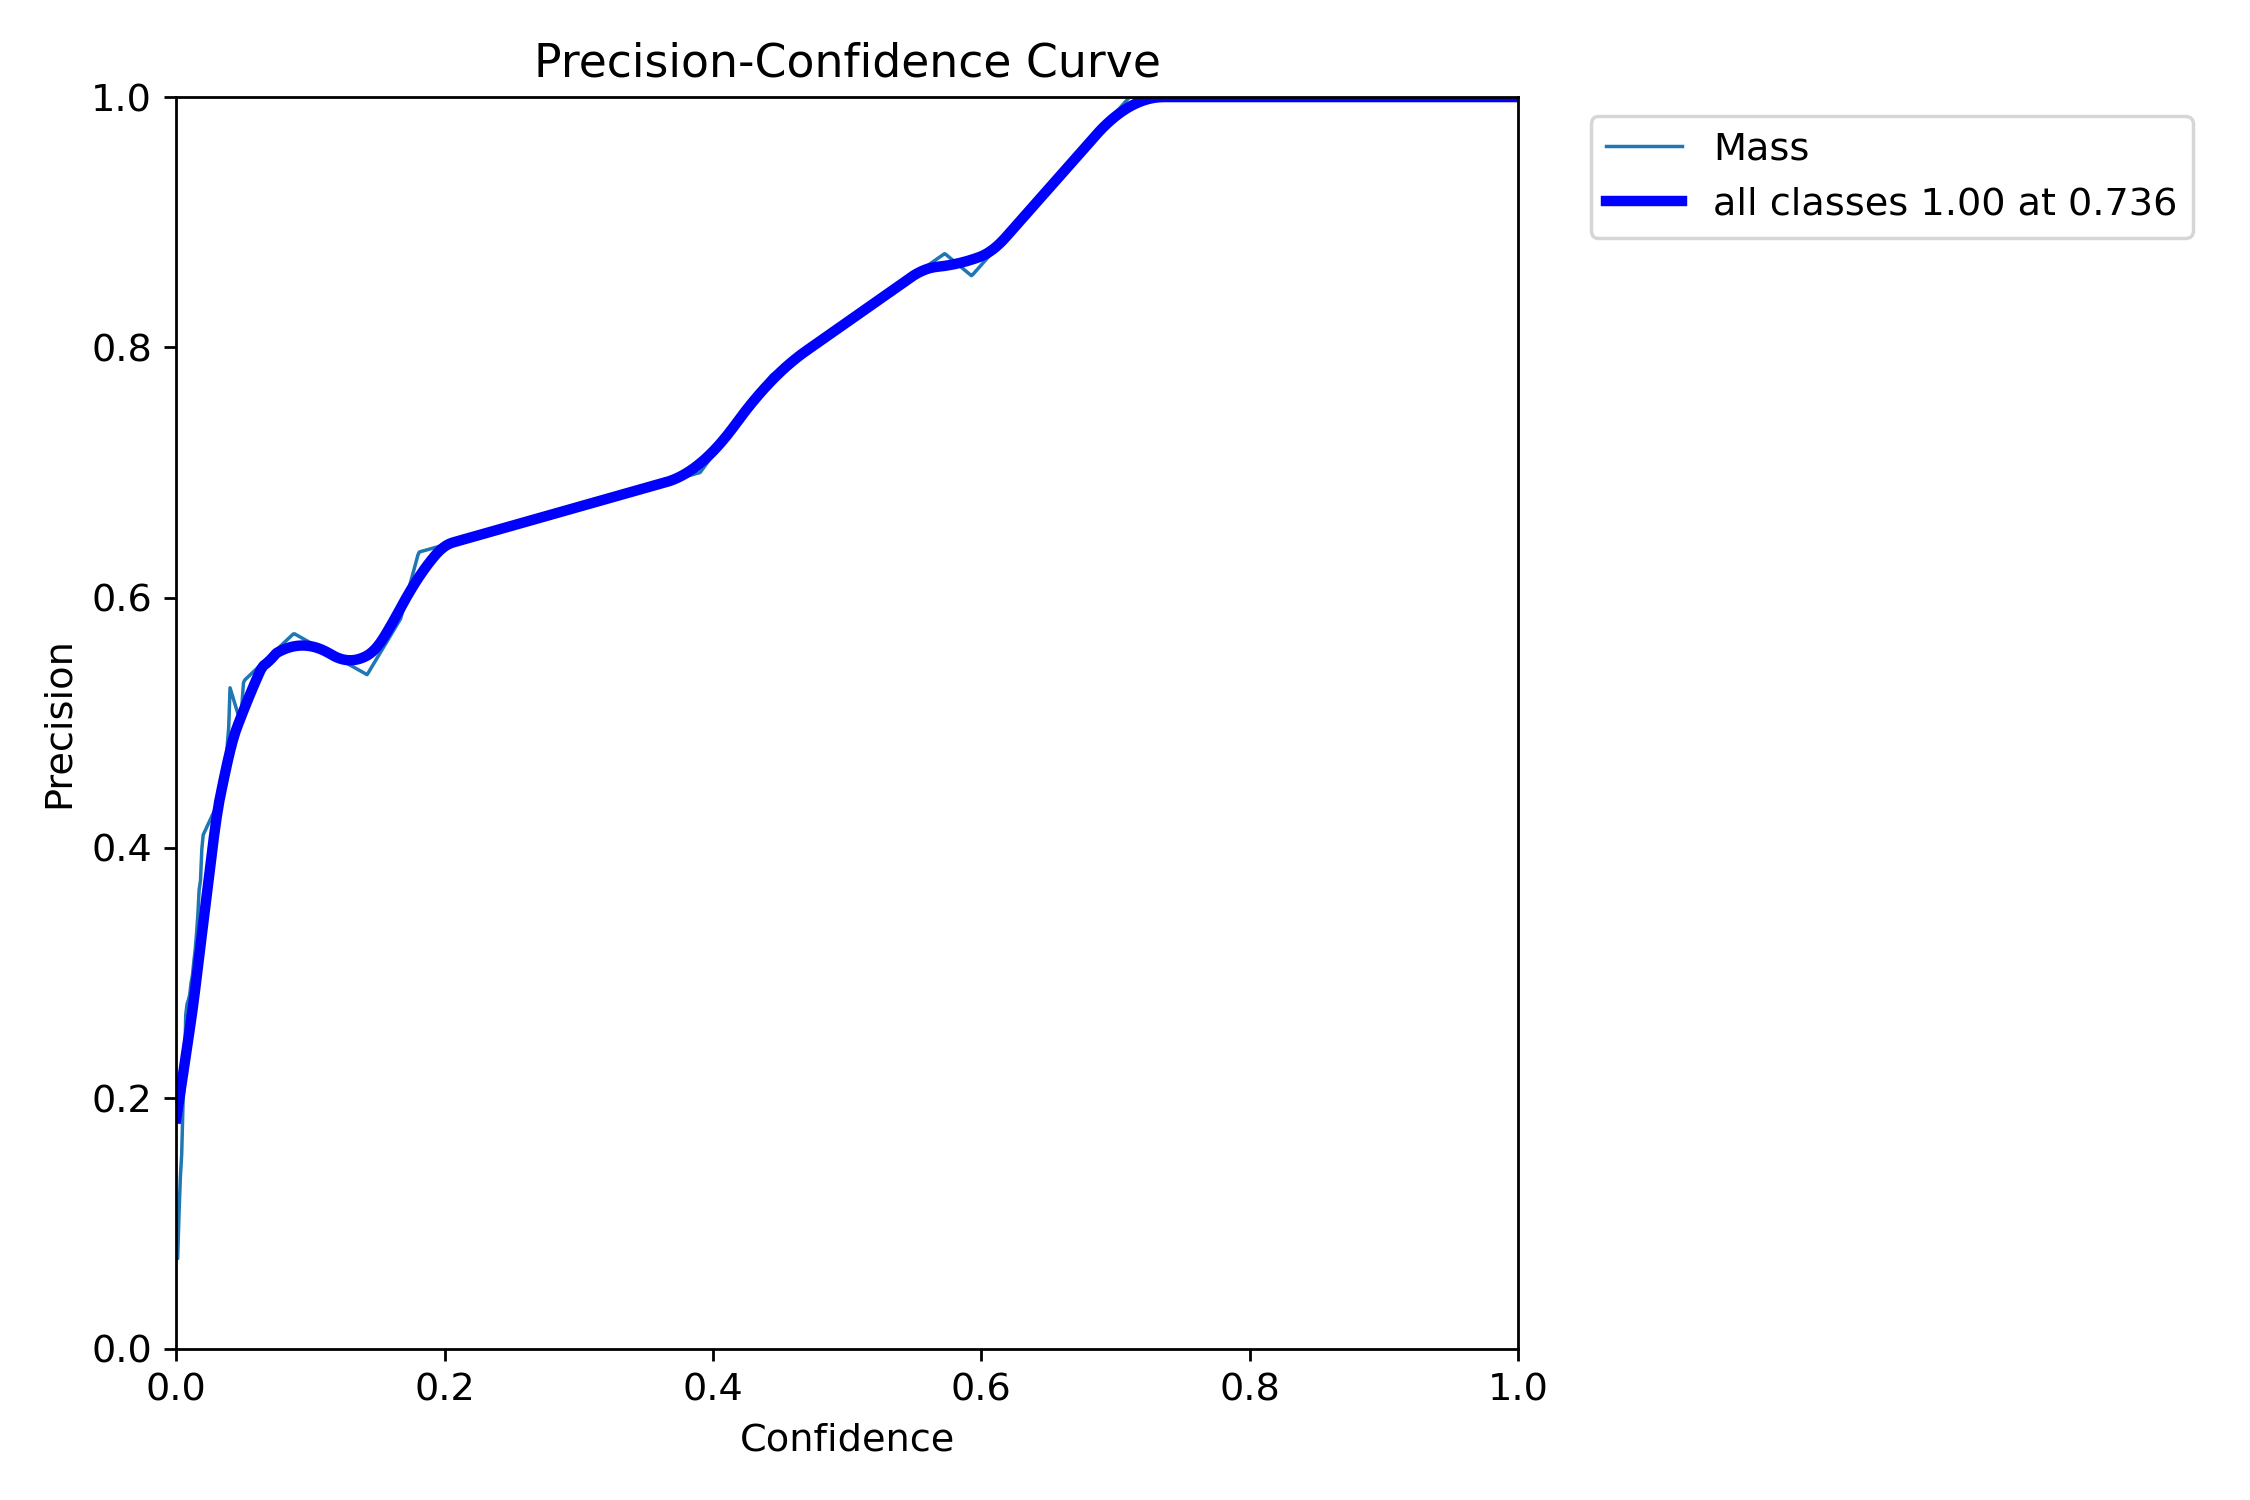 Precision-Confidence Curve
1.0
0.8
0.6
0.4
0.2
0.0
Precision
0.0 0.2 0.4 0.6 0.8 1.0
Confidence
Mass
all classes 1.00 at 0.736